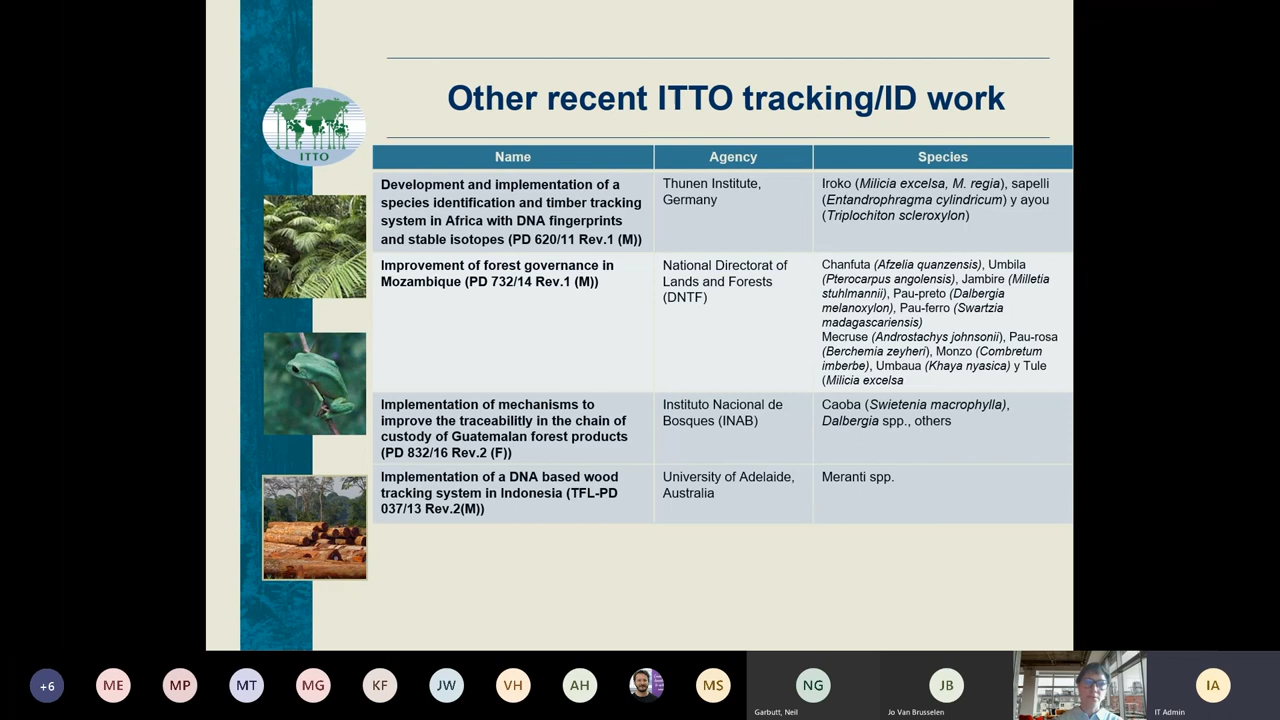 Other recent ITTO tracking/ID work
ITTO
Name
Agency
Species
Development and implementation of a
species identification and timber tracking
system in Africa with DNA fingerprints
and stable isotopes (PD 620/11 Rev.1 (M))
Thunen Institute,
Germany
Iroko (Milicia excelsa, M. regia), sapelli
(Entandrophragma cylindricum) y ayou
(Triplochiton scleroxylon)
Improvement of forest governance in
Mozambique (PD 732/14 Rev.1 (M))
National Directorat of
Lands and Forests
(DNTF)
Chanfuta (Afzelia quanzensis), Umbila
(Pterocarpus angolensis), Jambire (Milletia
stuhlmannii), Pau-preto (Dalbergia
melanoxylon), Pau-ferro (Swartzia
madagascariensis)
Mecruse (Androstachys johnsonii), Pau-rosa
(Berchemia zeyheri), Monzo (Combretum
imberbe), Umbaua (Khaya nyasica) y Tule
(Milicia excelsa
Implementation of mechanisms to
improve the traceabilitly in the chain of
custody of Guatemalan forest products
(PD 832/16 Rev.2 (F))
Instituto Nacional de
Bosques (INAB)
Caoba (Swietenia macrophylla),
Dalbergia spp., others
Implementation of a DNA based wood
tracking system in Indonesia (TFL-PD
037/13 Rev.2(M))
University of Adelaide,
Australia
Meranti spp.
+6
ME
MP
MT
MG
KF
JW
VH
AH
MS
NG
Garbutt, Neil
JB
Jo Van Brusselen
IA
IT Admin